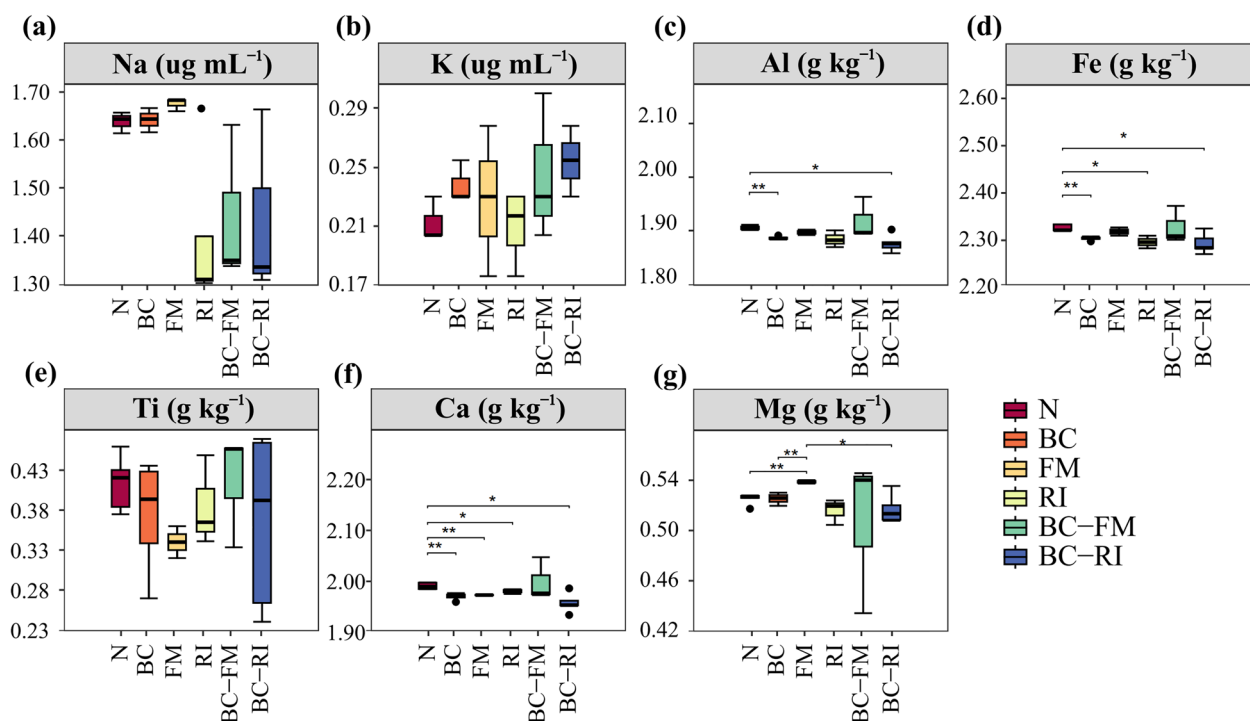 (a)
Na (ug mL⁻¹)
1.70
1.60
1.50
1.40
1.30
N
BC
FM
RI
BC−FM
BC−RI
(b)
K (ug mL⁻¹)
0.29
0.25
0.21
0.17
N
BC
FM
RI
BC−FM
BC−RI
(c)
Al (g kg⁻¹)
2.10
2.00
1.90
1.80
*
**
N
BC
FM
RI
BC−FM
BC−RI
(d)
Fe (g kg⁻¹)
2.60
2.50
2.40
2.30
2.20
*
*
**
N
BC
FM
RI
BC−FM
BC−RI
(e)
Ti (g kg⁻¹)
0.43
0.38
0.33
0.28
0.23
N
BC
FM
RI
BC−FM
BC−RI
(f)
Ca (g kg⁻¹)
2.20
2.10
2.00
1.90
*
*
**
**
N
BC
FM
RI
BC−FM
BC−RI
(g)
Mg (g kg⁻¹)
0.54
0.50
0.46
0.42
*
**
**
N
BC
FM
RI
BC−FM
BC−RI
N
BC
FM
RI
BC−FM
BC−RI